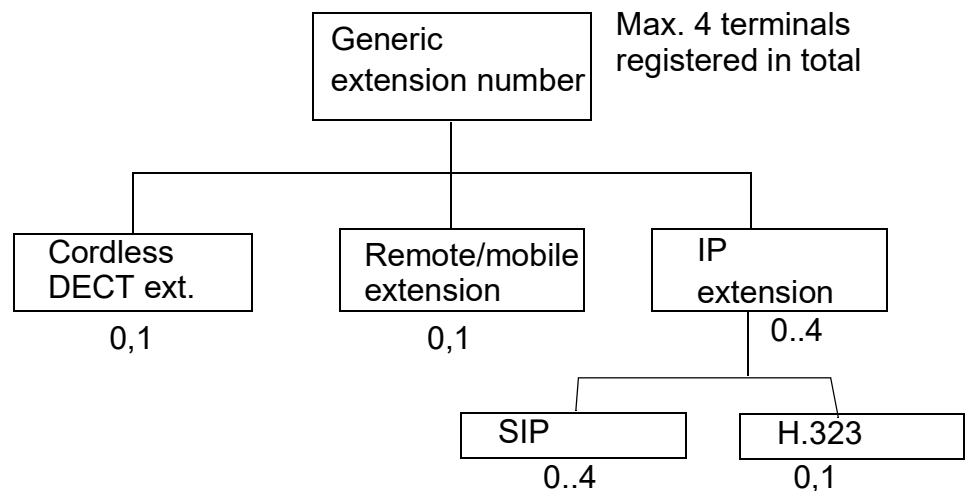 Generic
extension number
Max. 4 terminals
registered in total
Cordless
DECT ext.
0,1
Remote/mobile
extension
0,1
IP
extension
0..4
SIP
0..4
H.323
0,1